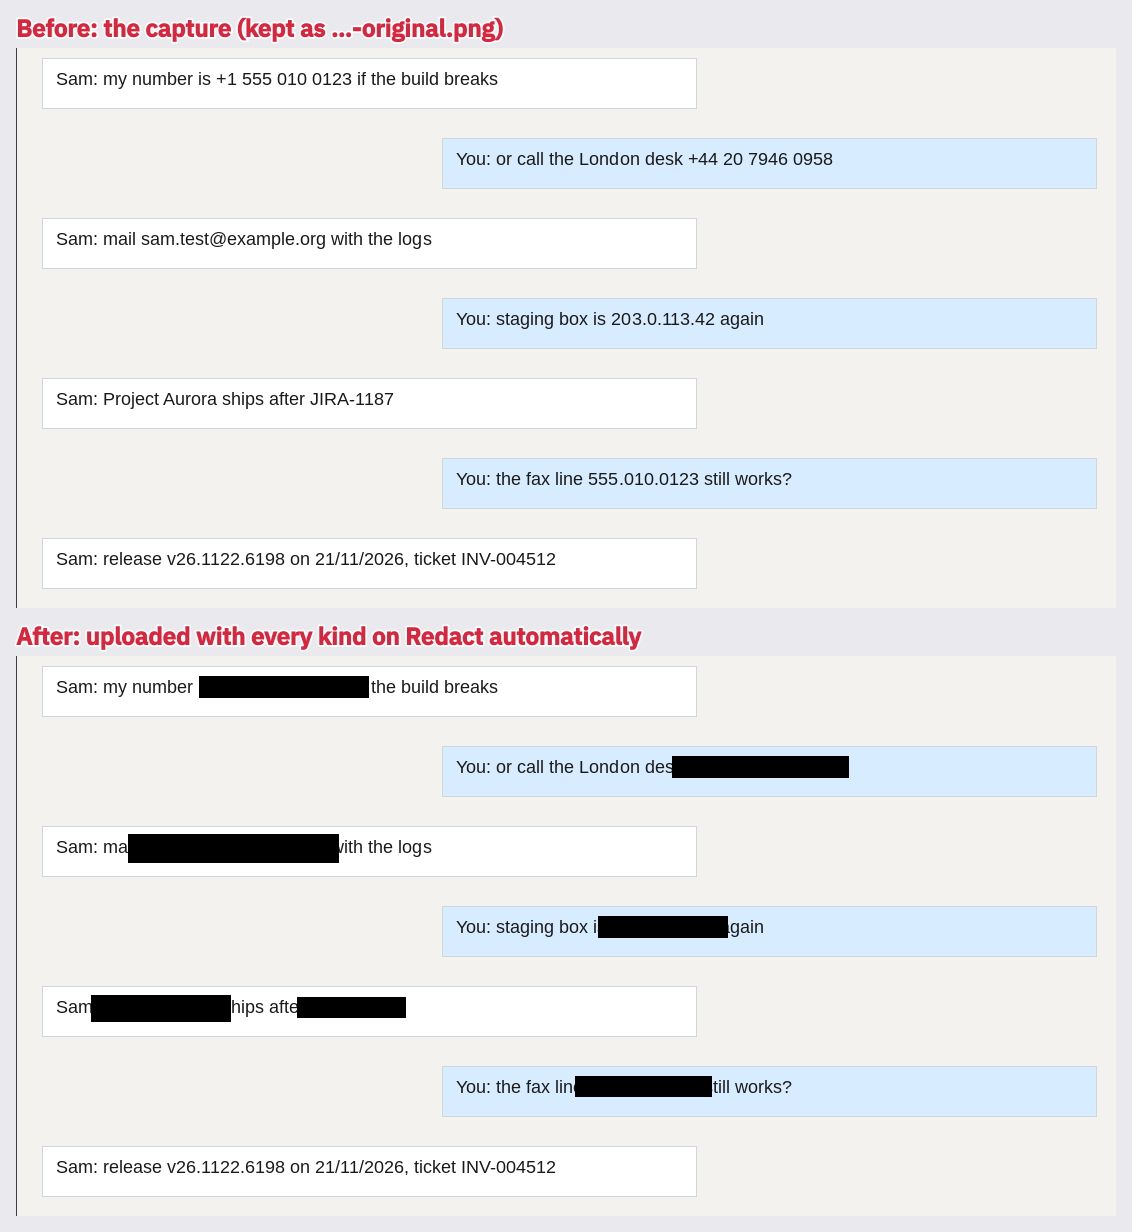 Before: the capture (kept as ...-original.png)
Sam: my number is +1 555 010 0123 if the build breaks
You: or call the London desk +44 20 7946 0958
Sam: mail sam.test@example.org with the logs
You: staging box is 203.0.113.42 again
Sam: Project Aurora ships after JIRA-1187
You: the fax line 555.010.0123 still works?
Sam: release v26.1122.6198 on 21/11/2026, ticket INV-004512
After: uploaded with every kind on Redact automatically
Sam: my number the build breaks
You: or call the London des
Sam: ma ith the logs
You: staging box i gain
Sam hips afte
You: the fax lin till works?
Sam: release v26.1122.6198 on 21/11/2026, ticket INV-004512